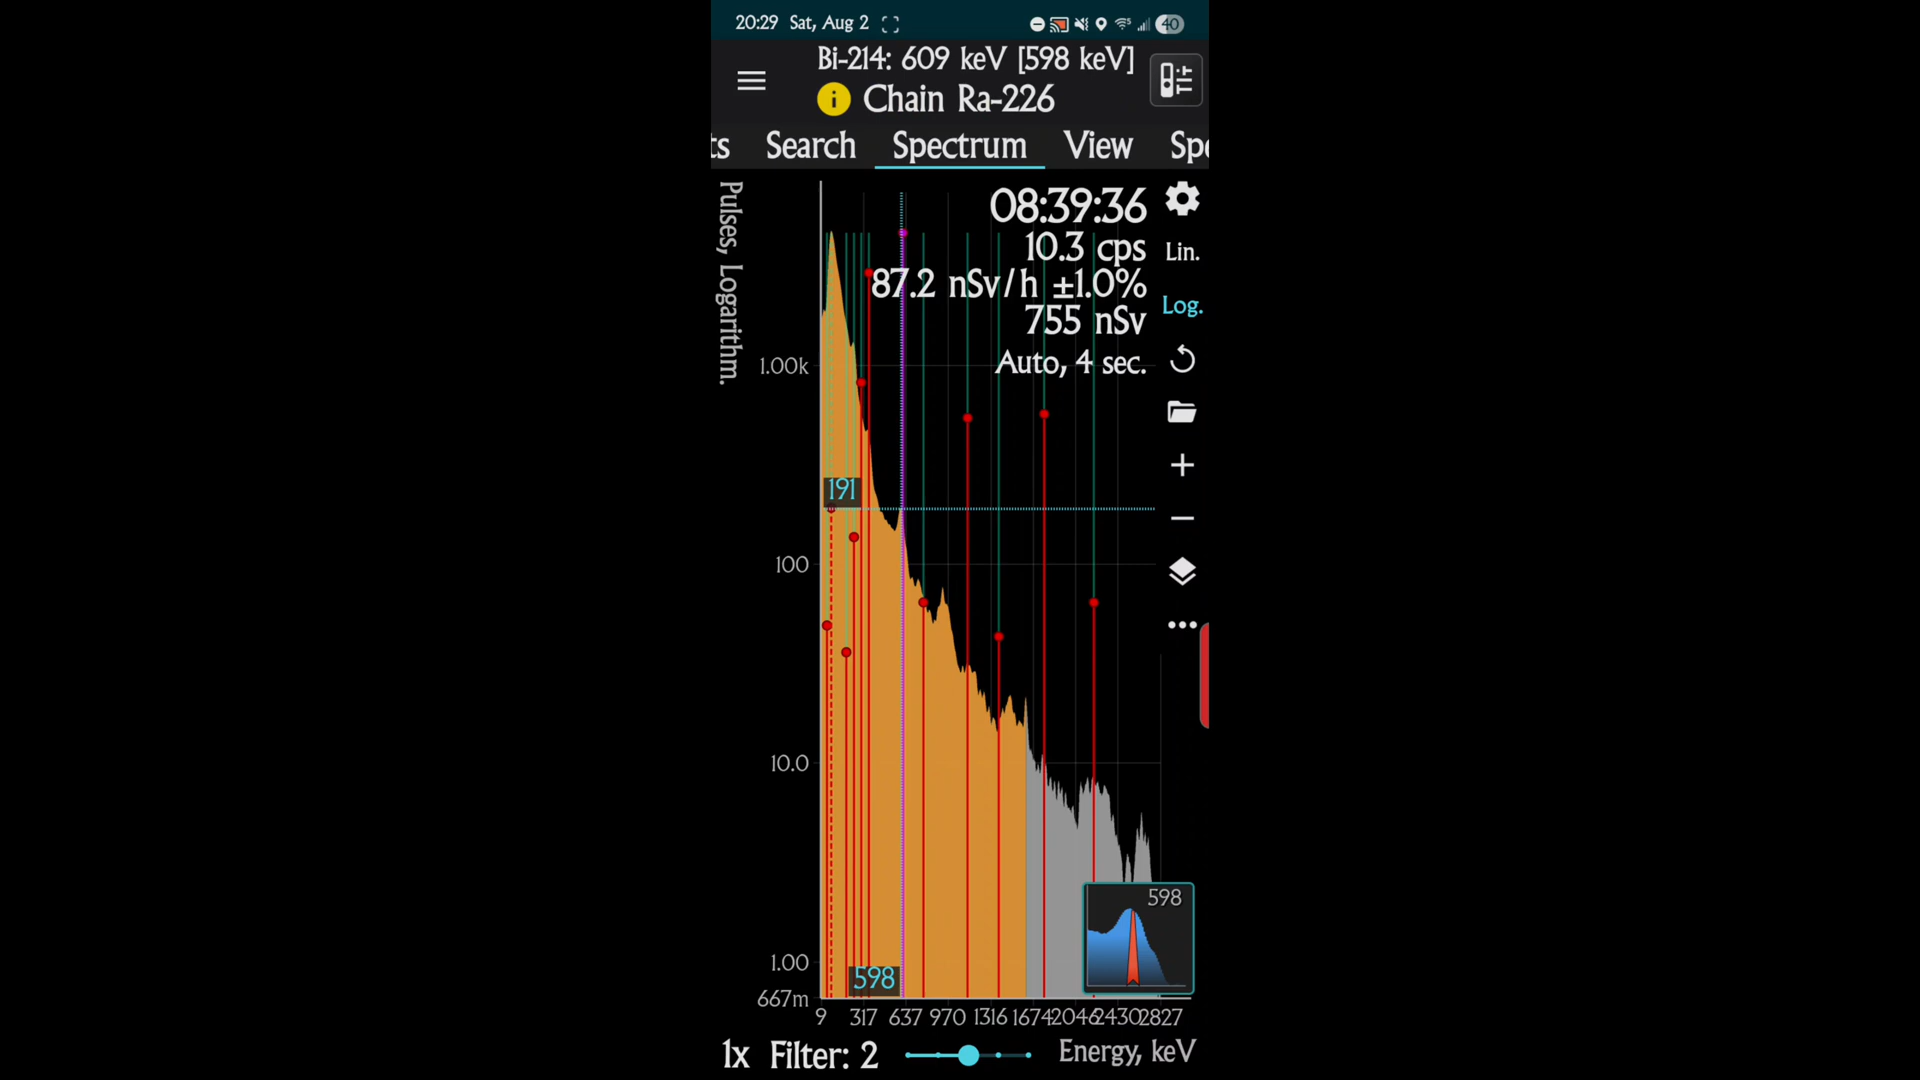 20:29 Sat, Aug 2
40
Bi-214: 609 keV [598 keV]
i Chain Ra-226
ts Search Spectrum View Spe
Pulses, Logarithm.
08:39:36
10.3 cps
87.2 nSv/h ±1.0%
755 nSv
Auto, 4 sec.
Lin.
Log.
1.00k
191
100
10.0
1.00
667m
598
598
9 317 637 970 1316 1674 2046 2430 2827
1x Filter: 2
Energy, keV